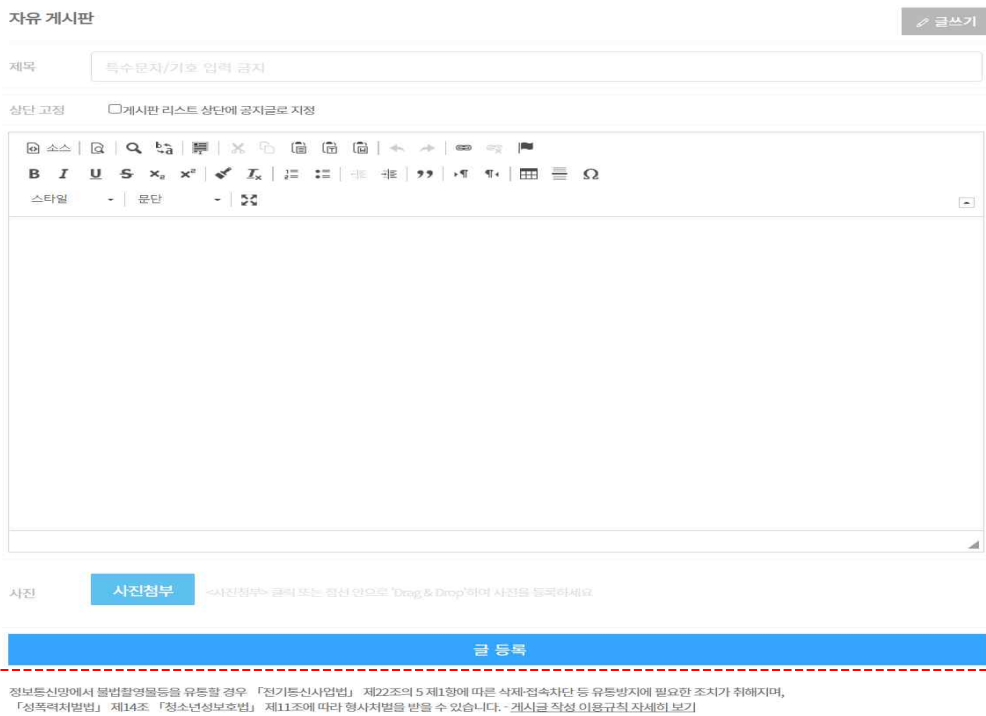 자유 게시판
글쓰기
제목
특수문자/기호 입력 금지
상단 고정
게시판 리스트 상단에 공지글로 지정
소스
스타일
문단
사진
사진첨부
<사진첨부> 클릭 또는 점선 안으로 'Drag & Drop'하여 사진을 등록하세요
글 등록
정보통신망에서 불법촬영물등을 유통할 경우 「전기통신사업법」 제22조의 5 제1항에 따른 삭제·접속차단 등 유통방지에 필요한 조치가 취해지며,
「성폭력처벌법」 제14조 「청소년성보호법」 제11조에 따라 형사처벌을 받을 수 있습니다. - 게시글 작성 이용규칙 자세히 보기